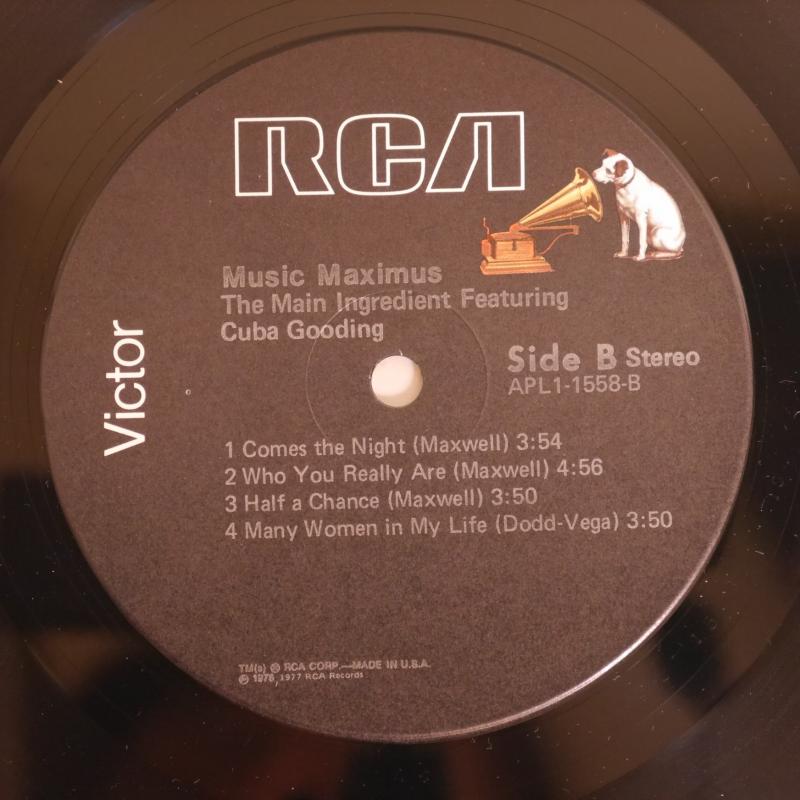 RCA
Victor
Music Maximus
The Main Ingredient Featuring
Cuba Gooding
Side B Stereo
APL1-1558-B
1 Comes the Night (Maxwell) 3:54
2 Who You Really Are (Maxwell) 4:56
3 Half a Chance (Maxwell) 3:50
4 Many Women in My Life (Dodd-Vega) 3:50
TM(s) ® RCA CORP.—MADE IN U.S.A.
℗ 1976, 1977 RCA Records